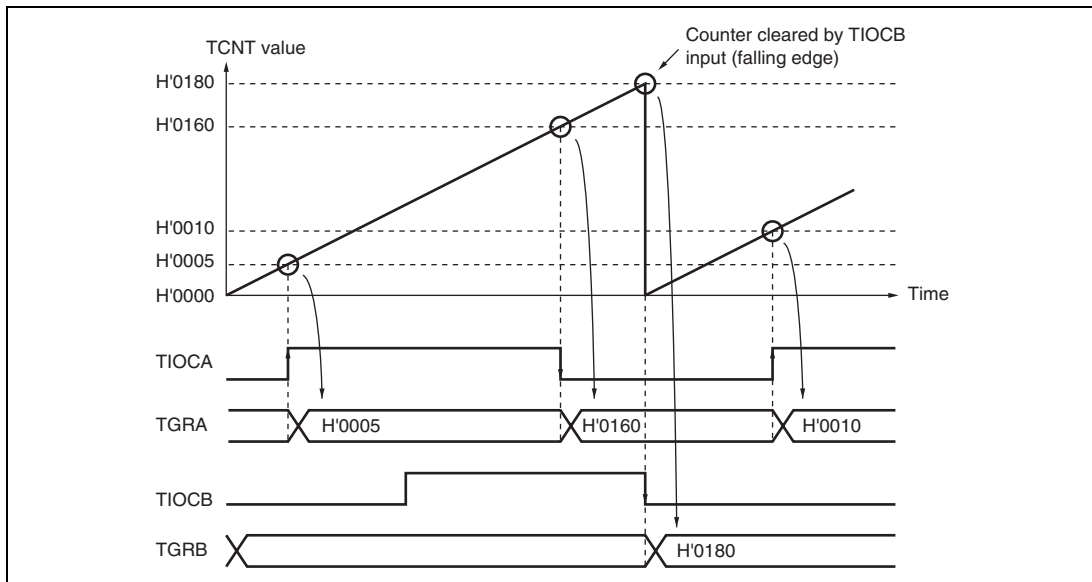 Counter cleared by TIOCB
input (falling edge)
TCNT value
H'0180
H'0160
H'0010
H'0005
H'0000
Time
TIOCA
TGRA
H'0005
H'0160
H'0010
TIOCB
TGRB
H'0180